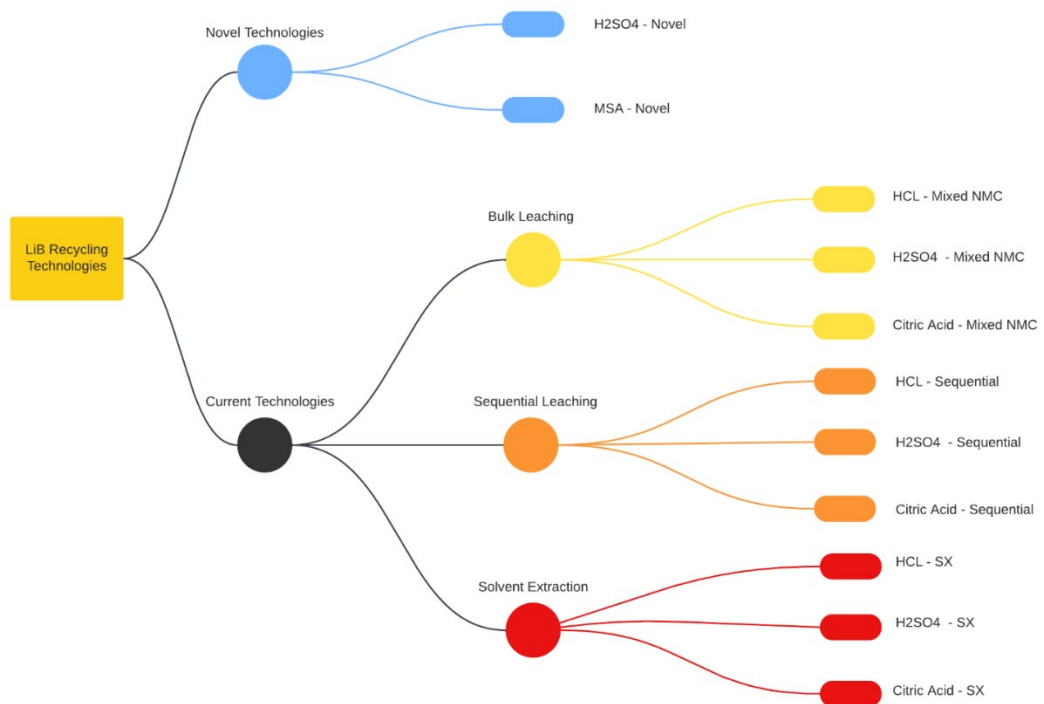 Novel Technologies
H2SO4 - Novel
MSA - Novel
LiB Recycling
Technologies
Bulk Leaching
HCL - Mixed NMC
H2SO4 - Mixed NMC
Citric Acid - Mixed NMC
Current Technologies
Sequential Leaching
HCL - Sequential
H2SO4 - Sequential
Citric Acid - Sequential
Solvent Extraction
HCL - SX
H2SO4 - SX
Citric Acid - SX